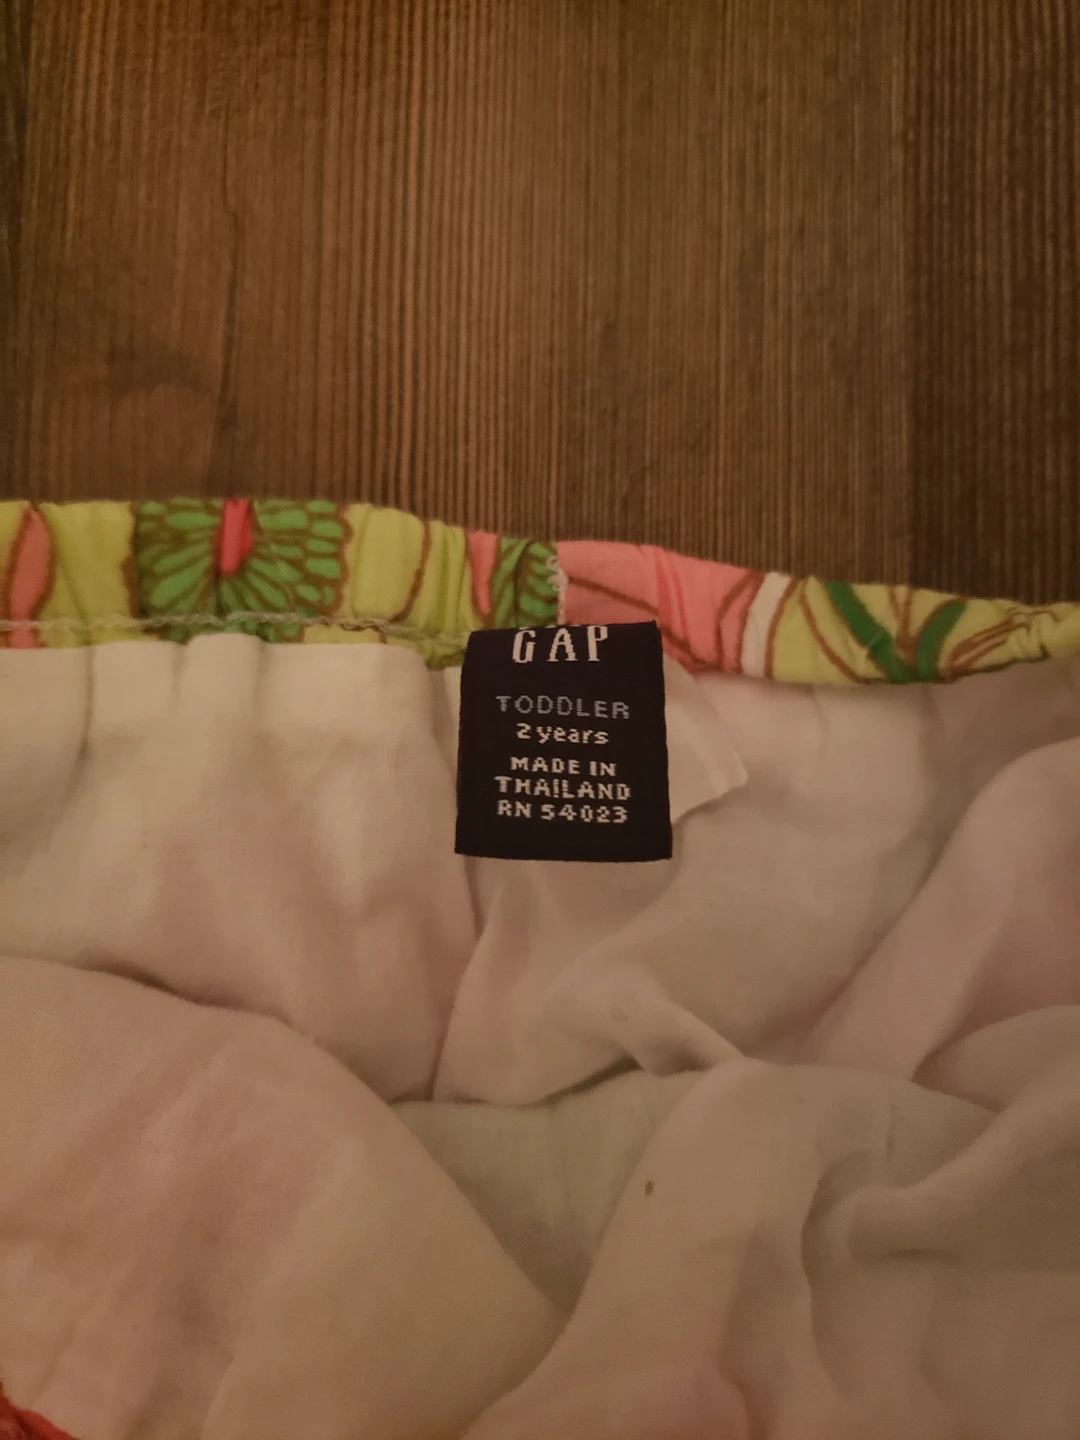 GAP
TODDLER
2 years
MADE IN
THAILAND
RN 54023